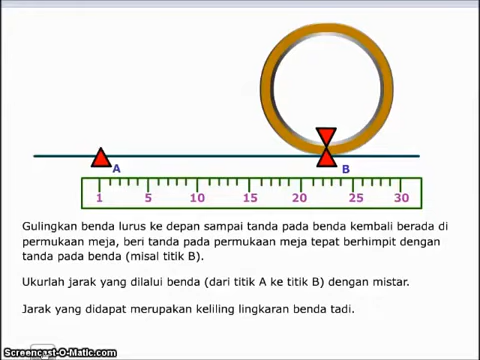 A
B
1 5 10 15 20 25 30
Gulingkan benda lurus ke depan sampai tanda pada benda kembali berada di
permukaan meja, beri tanda pada permukaan meja tepat berhimpit dengan
tanda pada benda (misal titik B).
Ukurlah jarak yang dilalui benda (dari titik A ke titik B) dengan mistar.
Jarak yang didapat merupakan keliling lingkaran benda tadi.
Screencast-O-Matic.com